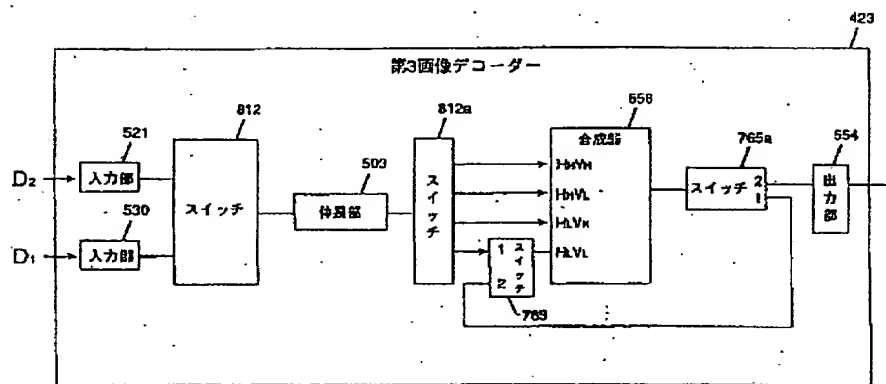 423
第3画像デコーダー
521
812
812a
556
765a
554
D2
入力部
スイッチ
503
伸長部
スイッチ
合成器
HHVH
HHVL
HLVH
HLVL
スイッチ
2
1
出力部
530
D1
入力部
1
2
スイッチ
769